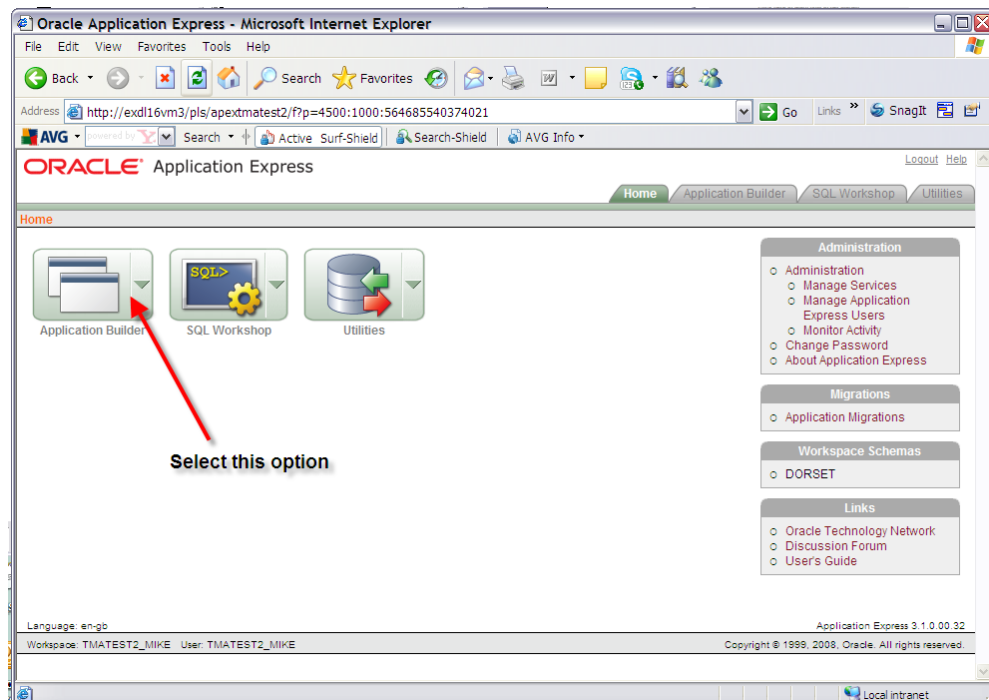 Oracle Application Express - Microsoft Internet Explorer
File Edit View Favorites Tools Help
Back Search Favorites
Address http://exdl16vm3/pls/apextmatest2/f?p=4500:1000:564685540374021 Go Links » SnagIt
AVG powered by Y! Search Active Surf-Shield Search-Shield AVG Info
ORACLE Application Express
Logout Help
Home Application Builder SQL Workshop Utilities
Home
SQL>
Application Builder SQL Workshop Utilities
Select this option
Administration
Administration
Manage Services
Manage Application
Express Users
Monitor Activity
Change Password
About Application Express
Migrations
Application Migrations
Workspace Schemas
DORSET
Links
Oracle Technology Network
Discussion Forum
User's Guide
Language: en-gb Application Express 3.1.0.00.32
Workspace: TMATEST2_MIKE User: TMATEST2_MIKE Copyright © 1999, 2008, Oracle. All rights reserved.
Local intranet